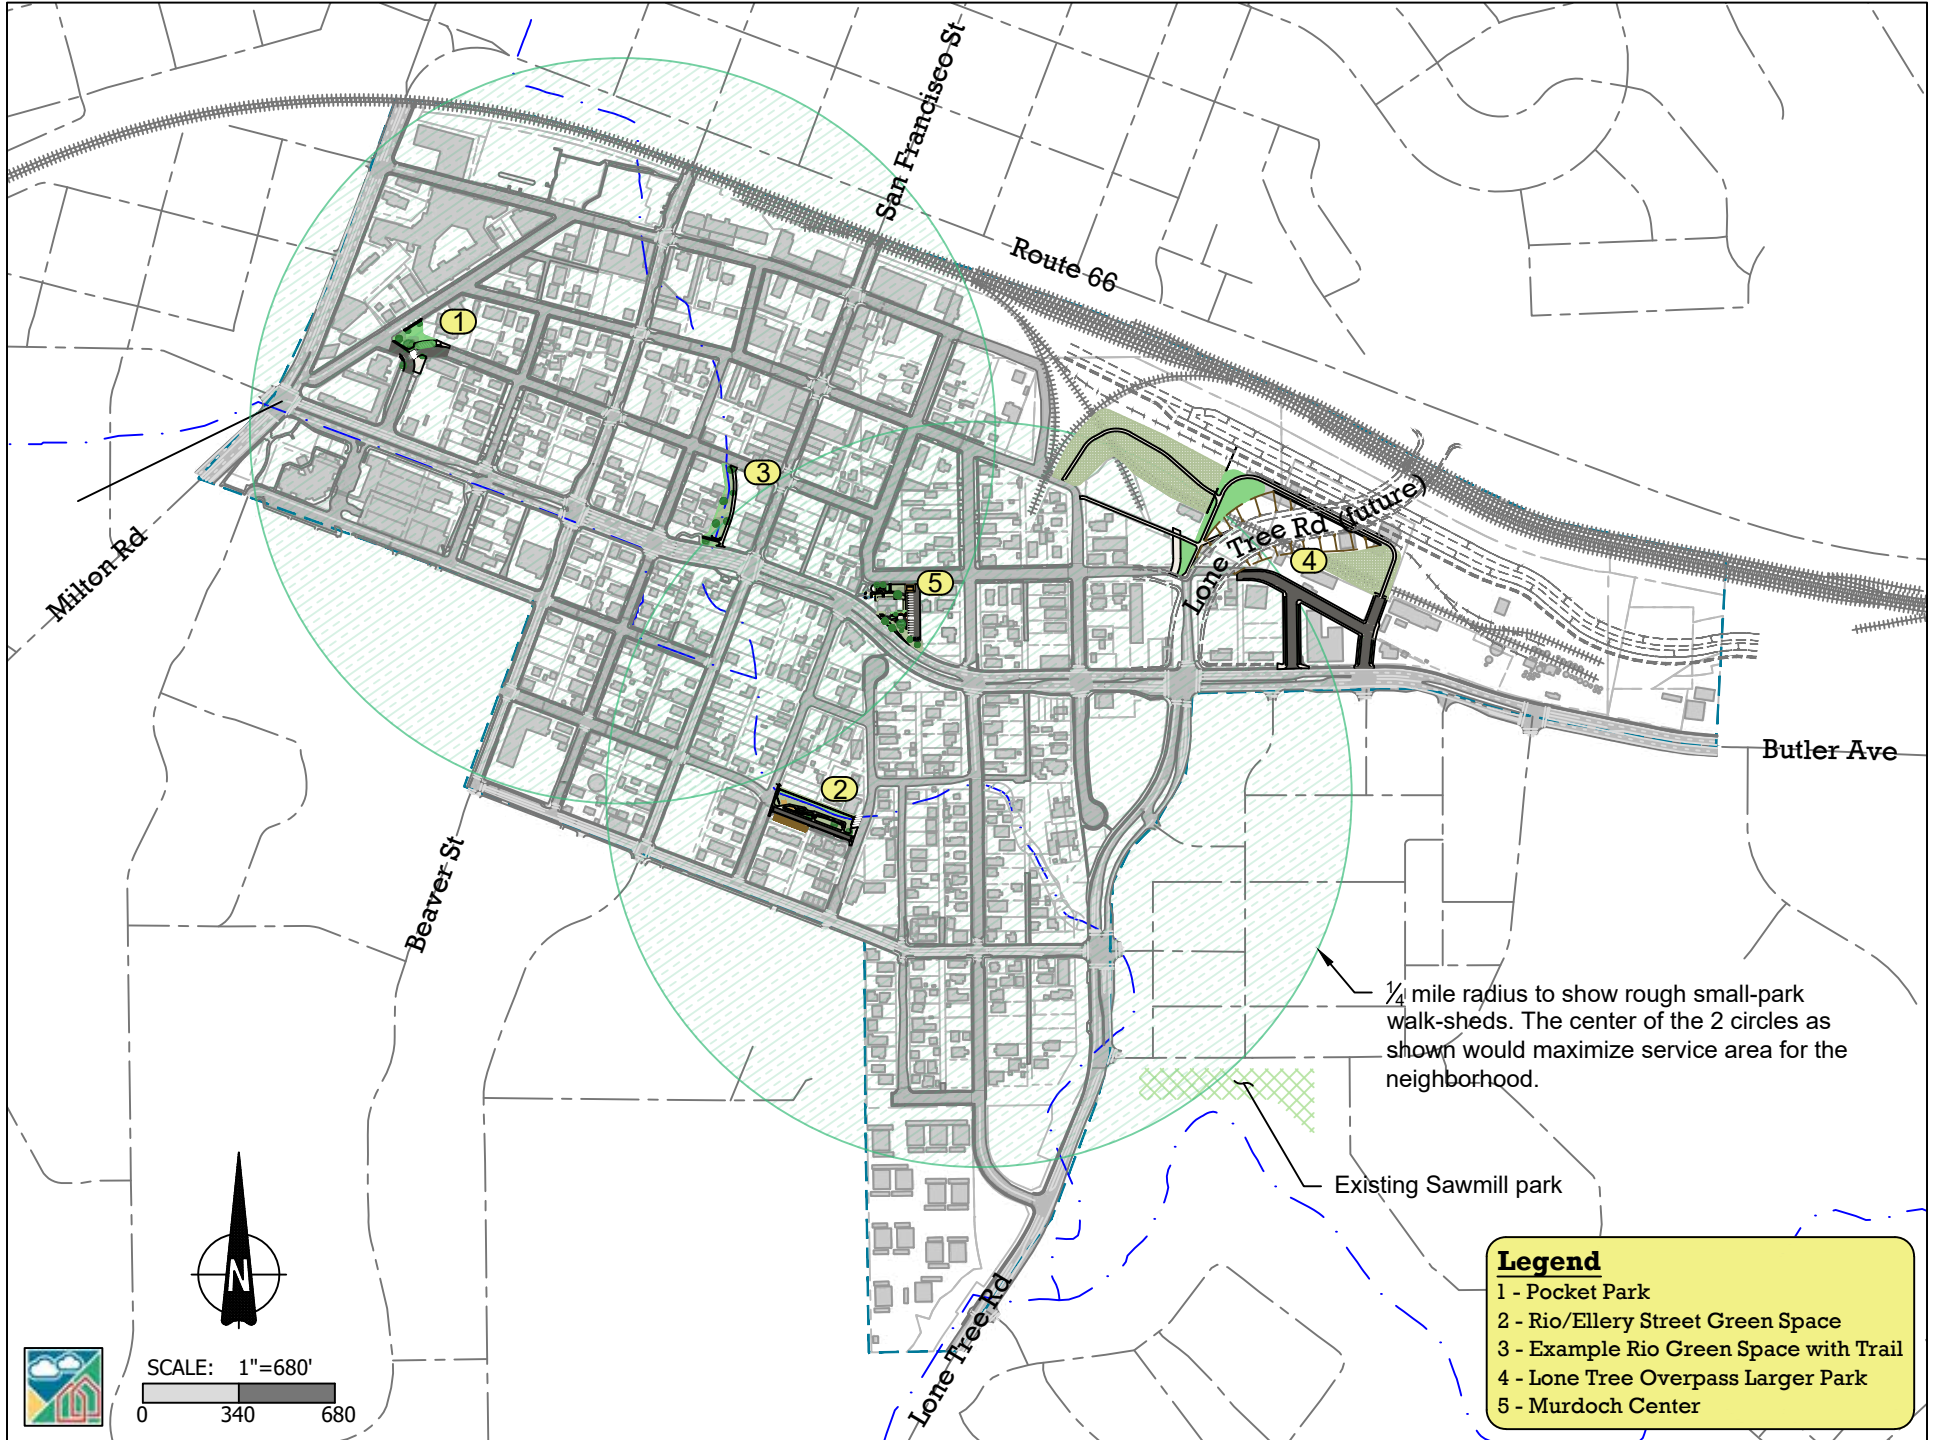 San Francisco St
Route 66
1
3
Lone Tree Rd (future)
4
5
Milton Rd
Butler Ave
2
Beaver St
1/4 mile radius to show rough small-park
walk-sheds. The center of the 2 circles as
shown would maximize service area for the
neighborhood.
Existing Sawmill park
N
Lone Tree Rd
SCALE: 1"=680'
0 340 680
Legend
1 - Pocket Park
2 - Rio/Ellery Street Green Space
3 - Example Rio Green Space with Trail
4 - Lone Tree Overpass Larger Park
5 - Murdoch Center